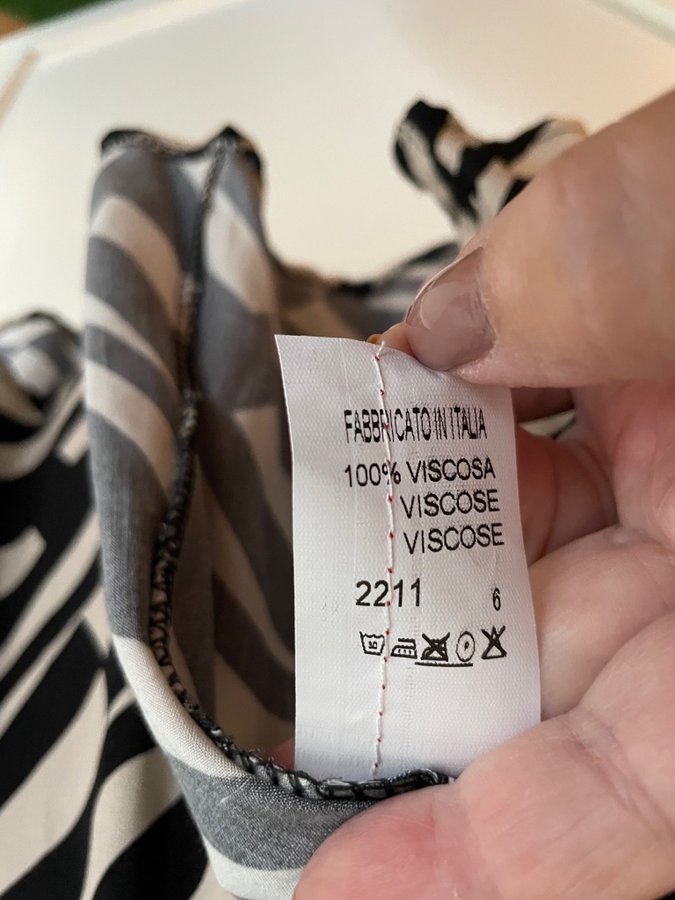 FABBRICATO IN ITALIA
100% VISCOSA
VISCOSE
VISCOSE
2211 6